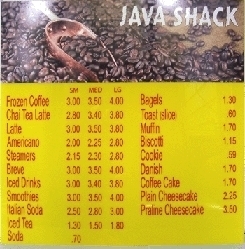 JAVA SHACK
SM MED LG
Frozen Coffee 3.00 3.50 4.00
Chai Tea Latte 2.80 3.40 3.80
Latte 3.00 3.50 3.80
Americano 2.00 2.25 2.80
Steamers 2.15 2.30 2.80
Breve 3.00 3.50 4.00
Iced Drinks 3.00 3.40 3.80
Smoothies 3.00 3.50 4.00
Italian Soda 2.50 2.80 3.00
Iced Tea 1.30 1.50 1.80
Soda .70
Bagels 1.30
Toast (slice) .60
Muffin 1.70
Biscotti 1.15
Cookie .59
Danish 1.70
Coffee Cake 1.70
Plain Cheesecake 2.25
Praline Cheesecake 3.50